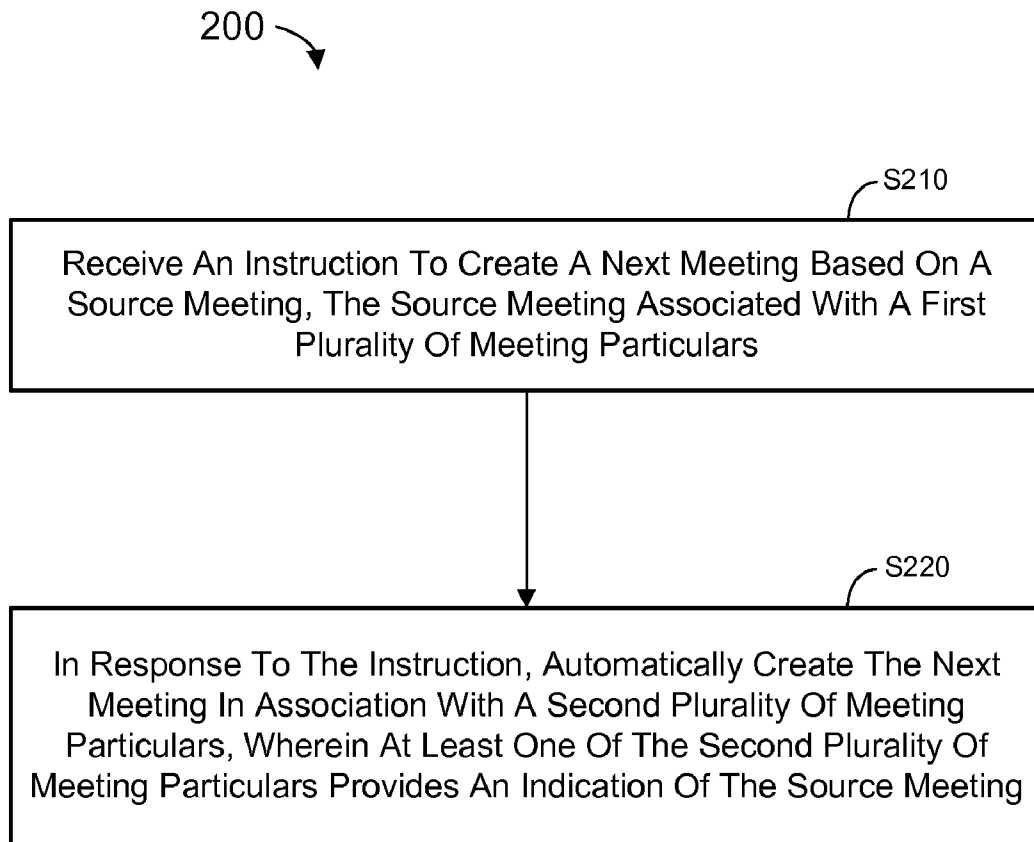 200
S210
Receive An Instruction To Create A Next Meeting Based On A
Source Meeting, The Source Meeting Associated With A First
Plurality Of Meeting Particulars
S220
In Response To The Instruction, Automatically Create The Next
Meeting In Association With A Second Plurality Of Meeting
Particulars, Wherein At Least One Of The Second Plurality Of
Meeting Particulars Provides An Indication Of The Source Meeting